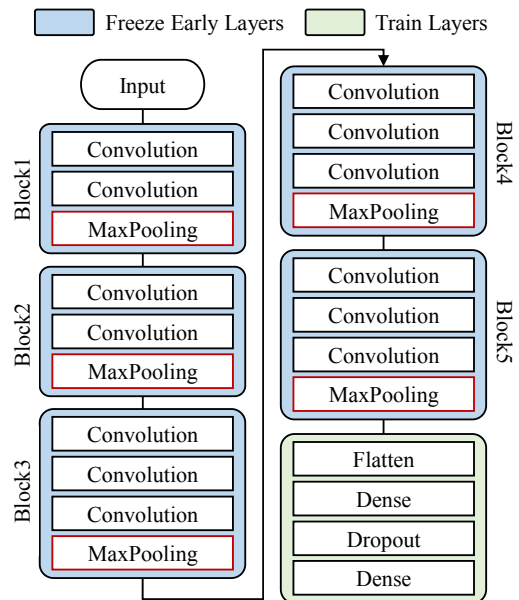 Freeze Early Layers
Train Layers
Input
Block1
Convolution
Convolution
MaxPooling
Block2
Convolution
Convolution
MaxPooling
Block3
Convolution
Convolution
Convolution
MaxPooling
Block4
Convolution
Convolution
Convolution
MaxPooling
Block5
Convolution
Convolution
Convolution
MaxPooling
Flatten
Dense
Dropout
Dense